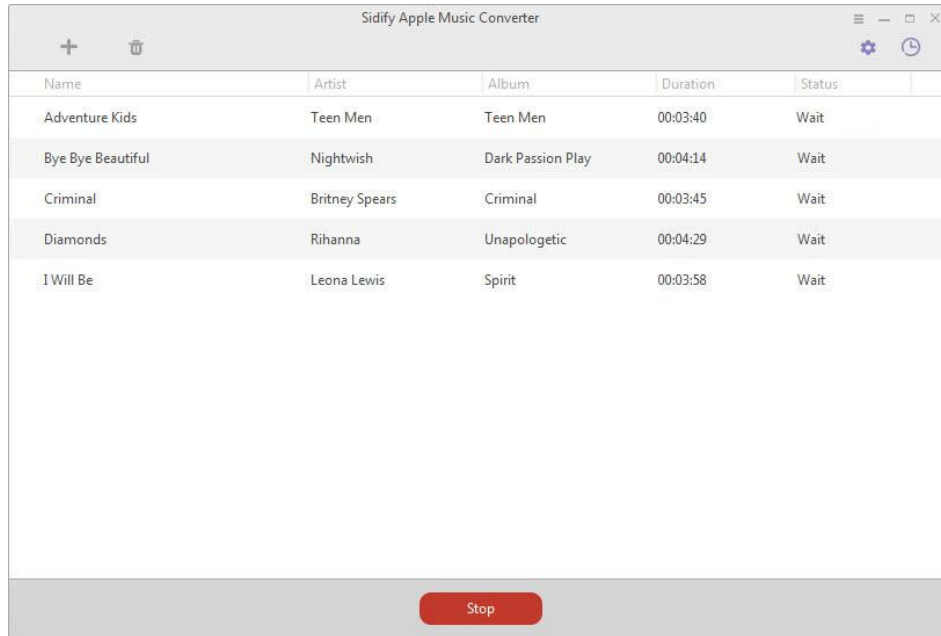 Sidify Apple Music Converter
Name Artist Album Duration Status
Adventure Kids Teen Men Teen Men 00:03:40 Wait
Bye Bye Beautiful Nightwish Dark Passion Play 00:04:14 Wait
Criminal Britney Spears Criminal 00:03:45 Wait
Diamonds Rihanna Unapologetic 00:04:29 Wait
I Will Be Leona Lewis Spirit 00:03:58 Wait
Stop